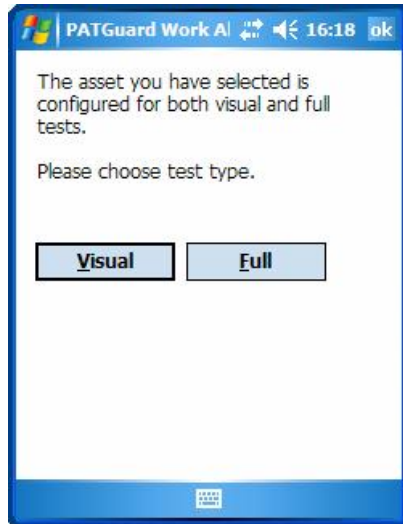 PATGuard Work Al 16:18 ok
The asset you have selected is
configured for both visual and full
tests.
Please choose test type.
Visual Full